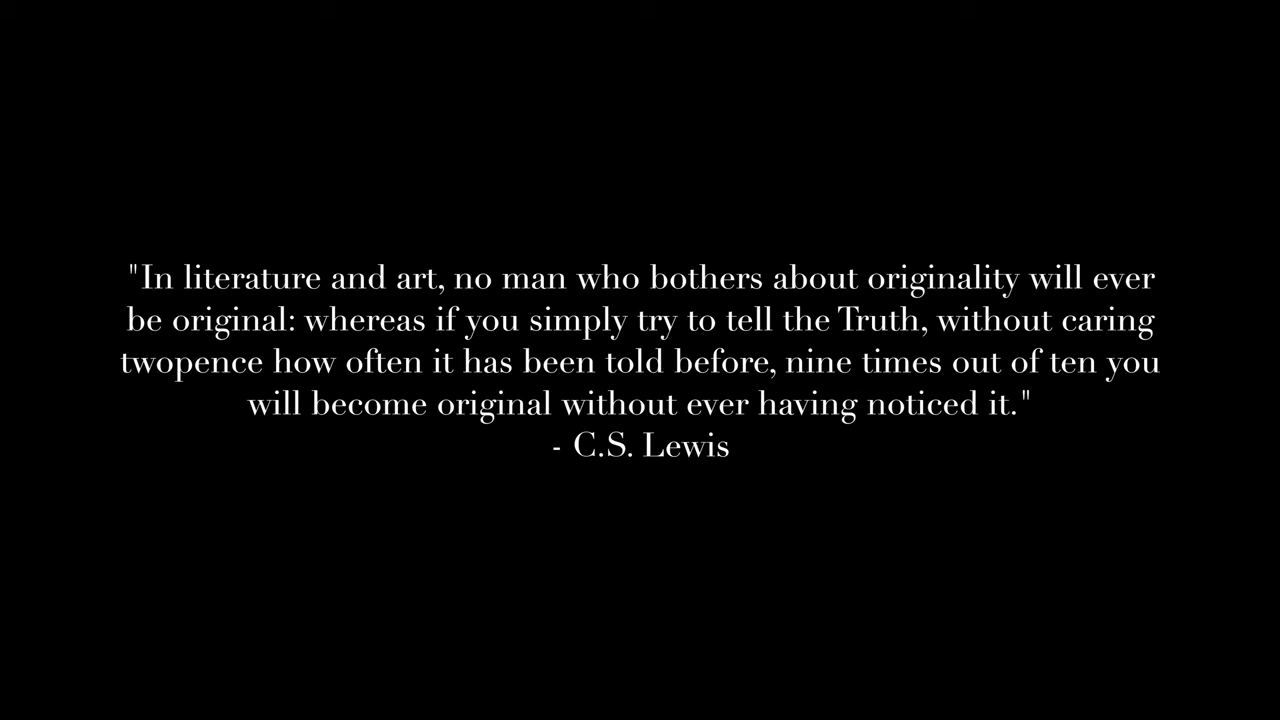 "In literature and art, no man who bothers about originality will ever
be original: whereas if you simply try to tell the Truth, without caring
twopence how often it has been told before, nine times out of ten you
will become original without ever having noticed it."
- C.S. Lewis